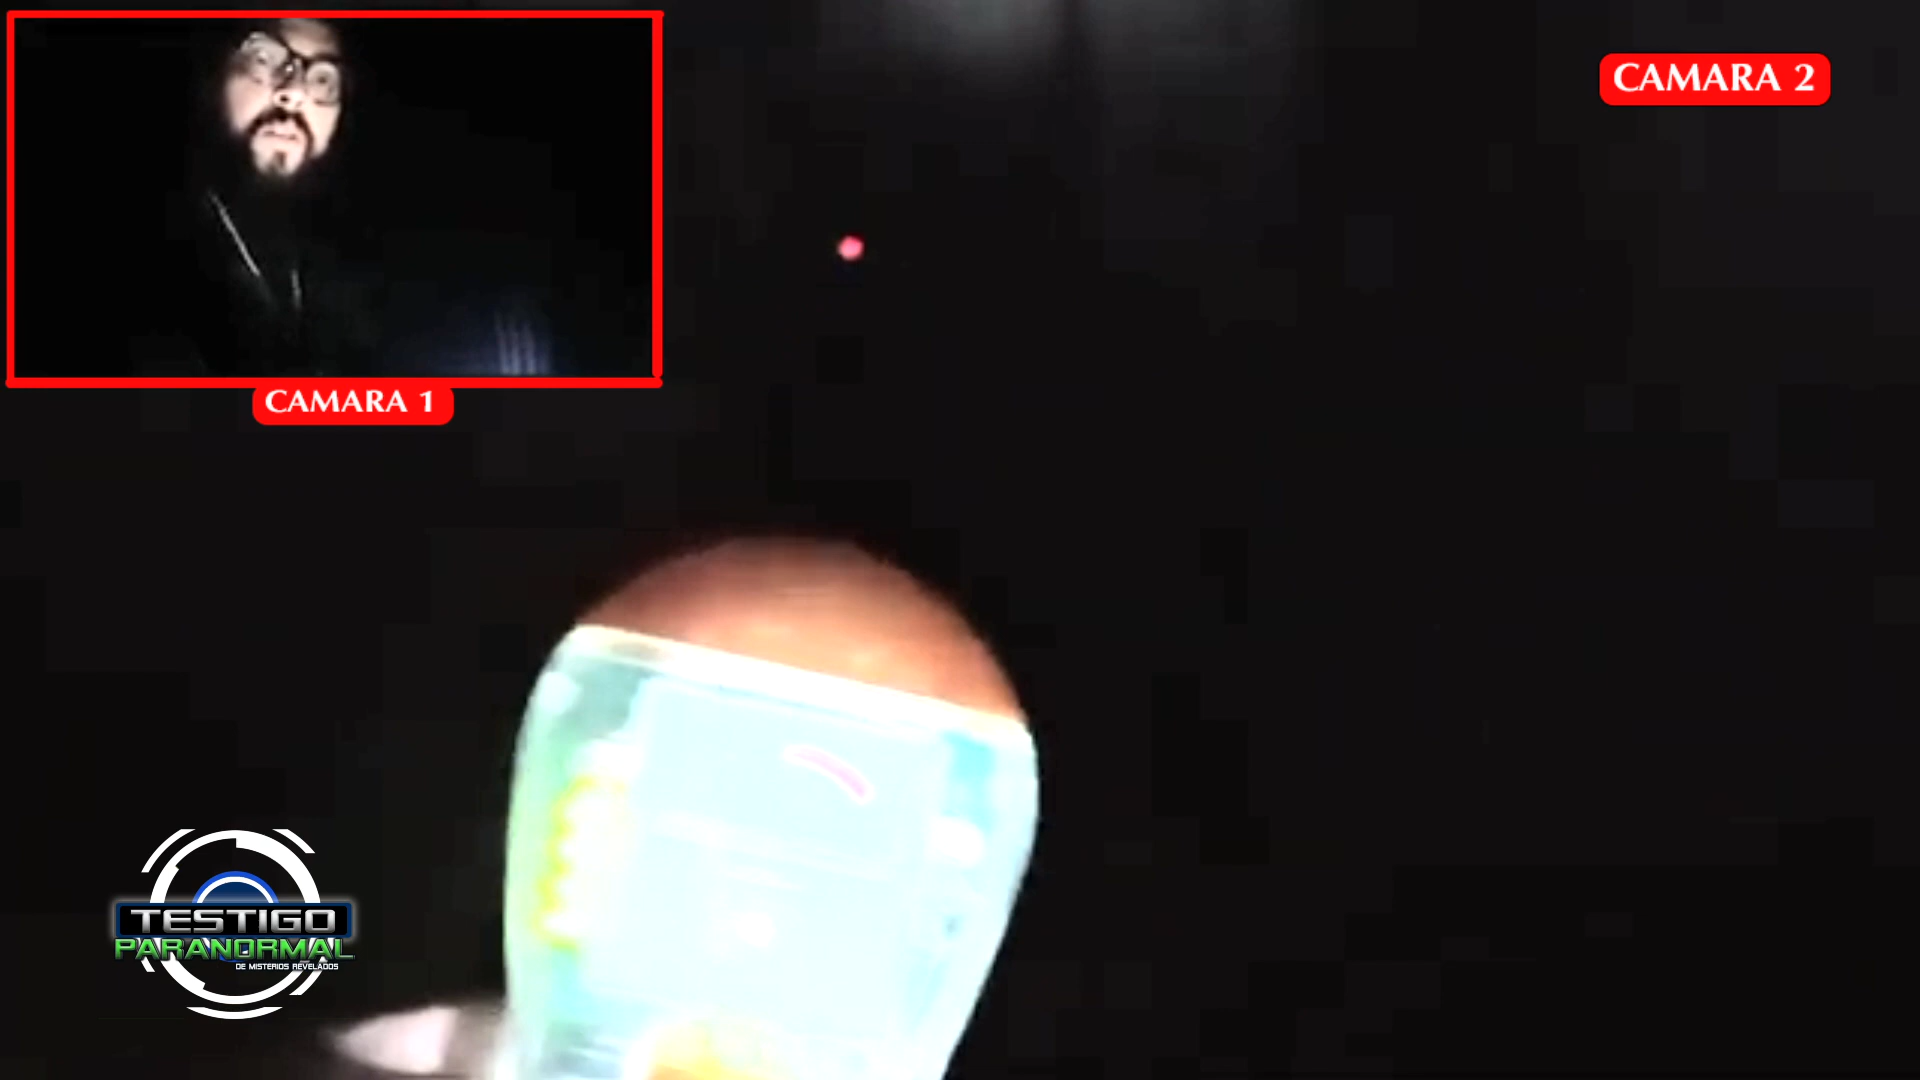 CAMARA 2
CAMARA 1
TESTIGO
PARANORMAL
DE MISTERIOS REVELADOS